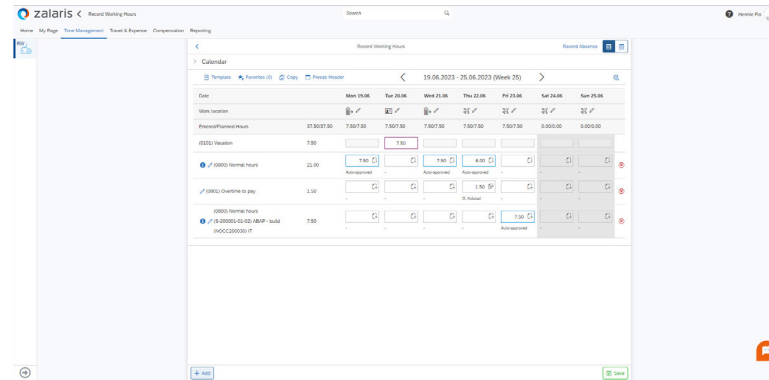 zalaris < Record Working Hours Search Hermie Pio
Home My Page Time Management Travel & Expense Compensation Reporting
RW
Record Working Hours Record Absence
Calendar
Template Favorites (0) Copy Freeze Header 19.06.2023 - 25.06.2023 (Week 25)
Date Mon 19.06 Tue 20.06 Wed 21.06 Thu 22.06 Fri 23.06 Sat 24.06 Sun 25.06
Work location
Entered/Planned Hours 37.50/37.50 7.50/7.50 7.50/7.50 7.50/7.50 7.50/7.50 7.50/7.50 0.00/0.00 0.00/0.00
(0101) Vacation 7.50 7.50
(0800) Normal hours 21.00 7.50 7.50 6.00
Auto-approved - Auto-approved Auto-approved - - -
(0801) Overtime to pay 1.50 1.50
- - - - - -
(0800) Normal hours
(S-200001-01-02) ABAP - build 7.50 7.50
(NOCC200030) IT - - - - Auto-approved - -
+ Add Save